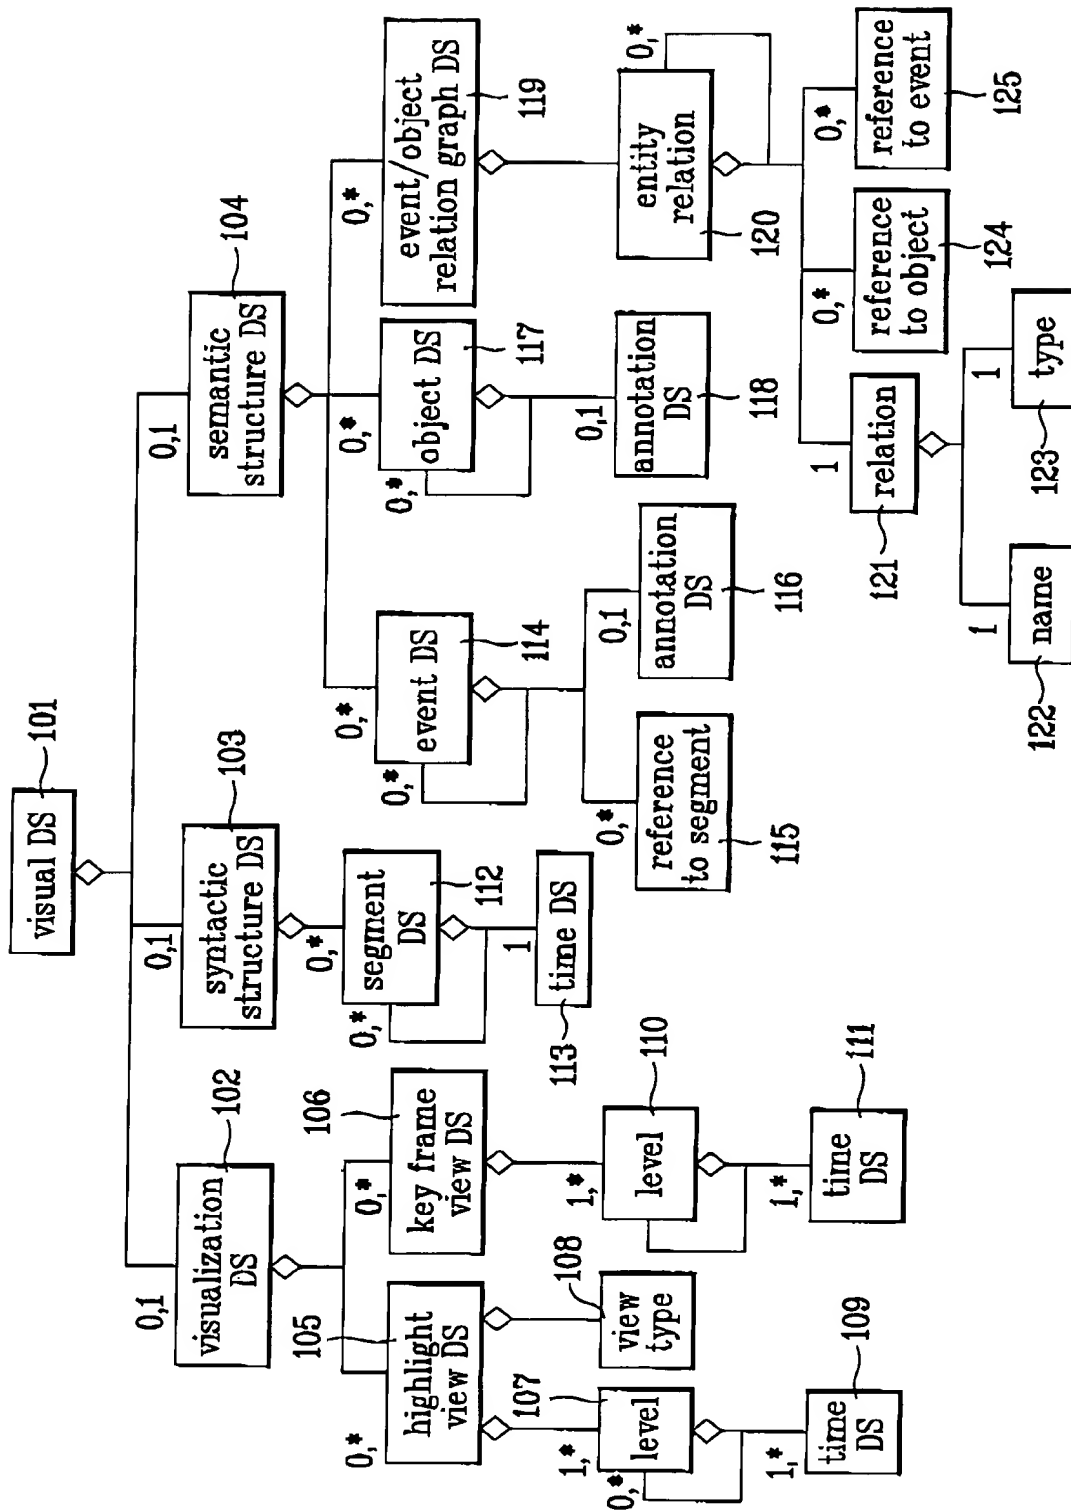 visual DS
101
0,1
visualization
DS
102
0,1
syntactic
structure DS
103
0,1
semantic
structure DS
104
0,*
highlight
view DS
105
0,*
key frame
view DS
106
0,*
segment
DS
112
0,*
0,*
event DS
114
0,*
0,*
object DS
117
0,*
0,*
event/object
relation graph DS
119
1,*
level
107
0,*
view
type
108
1,*
level
110
1
time DS
113
0,*
reference
to segment
115
0,1
annotation
DS
116
0,1
annotation
DS
118
entity
relation
120
0,*
1,*
time
DS
109
1,*
time
DS
111
1
relation
121
0,*
reference
to object
124
0,*
reference
to event
125
1
name
122
1
type
123